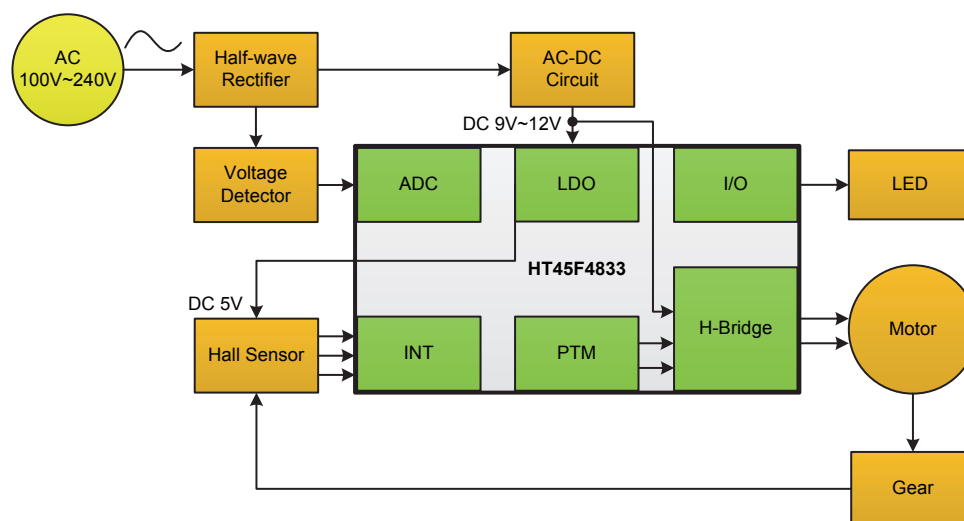 AC
100V~240V
Half-wave
Rectifier
AC-DC
Circuit
DC 9V~12V
Voltage
Detector
ADC
LDO
I/O
LED
HT45F4833
DC 5V
Hall Sensor
INT
PTM
H-Bridge
Motor
Gear